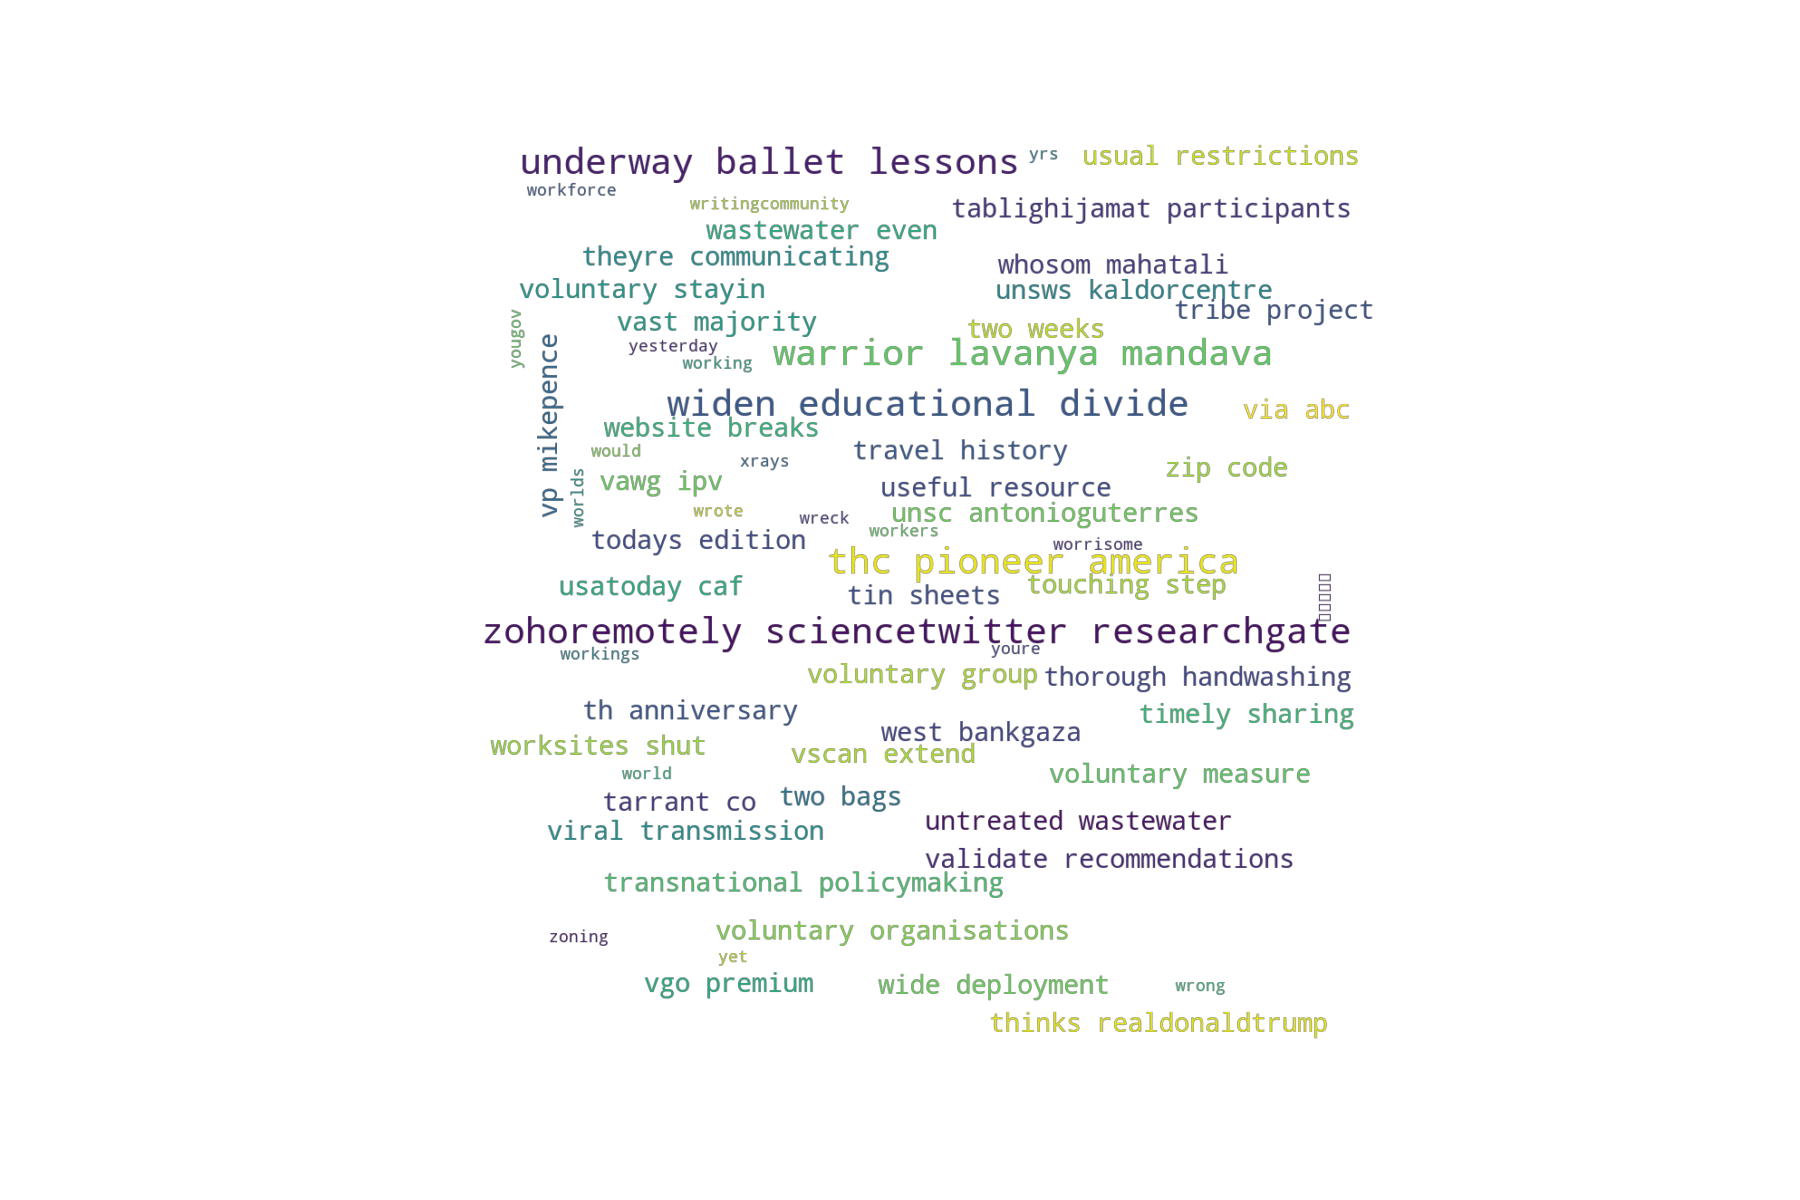 underway ballet lessons
yrs
usual restrictions
workforce
writingcommunity
tablighijamat participants
wastewater even
theyre communicating
whosom mahatali
voluntary stayin
unsws kaldorcentre
tribe project
yougov
vast majority
two weeks
vp mikepence
yesterday
warrior lavanya mandava
working
widen educational divide
via abc
website breaks
would
travel history
xrays
zip code
worlds
vawg ipv
useful resource
wrote
wreck
unsc antonioguterres
workers
todays edition
worrisome
thc pioneer america
usatoday caf
touching step
tin sheets
zohoremotely sciencetwitter researchgate
workings
youre
voluntary group
thorough handwashing
th anniversary
timely sharing
west bankgaza
worksites shut
vscan extend
world
voluntary measure
tarrant co
two bags
viral transmission
untreated wastewater
validate recommendations
transnational policymaking
zoning
voluntary organisations
yet
vgo premium
wide deployment
wrong
thinks realdonaldtrump